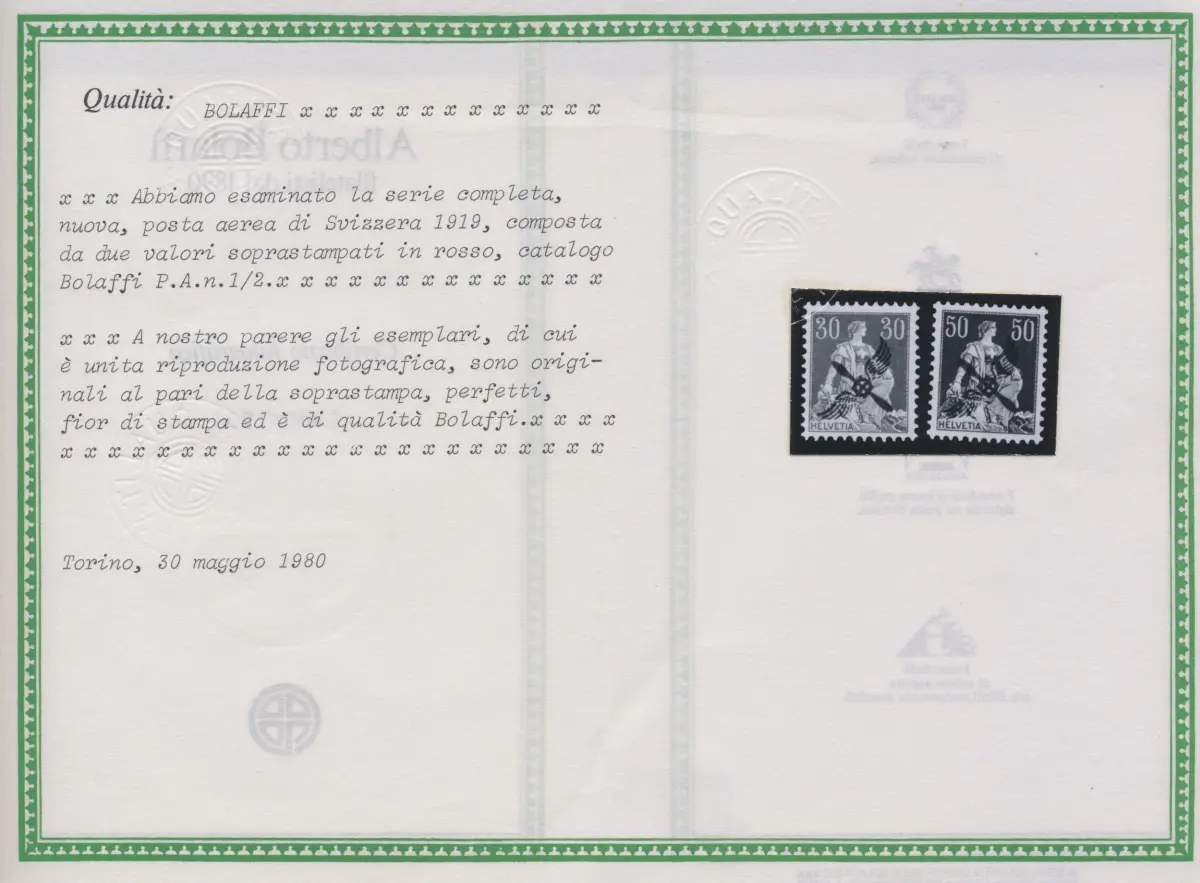 Qualità: BOLAFFI x x x x x x x x x x x x x
x x x Abbiamo esaminato la serie completa,
nuova, posta aerea di Svizzera 1919, composta
da due valori soprastampati in rosso, catalogo
Bolaffi P.A.n.1/2.x x x x x x x x x x x x x x
x x x A nostro parere gli esemplari, di cui
è unita riproduzione fotografica, sono origi-
nali al pari della soprastampa, perfetti,
fior di stampa ed è di qualità Bolaffi.x x x x
x x x x x x x x x x x x x x x x x x x x x x x
Torino, 30 maggio 1980
QUALITÀ
30 30
HELVETIA
50 50
HELVETIA